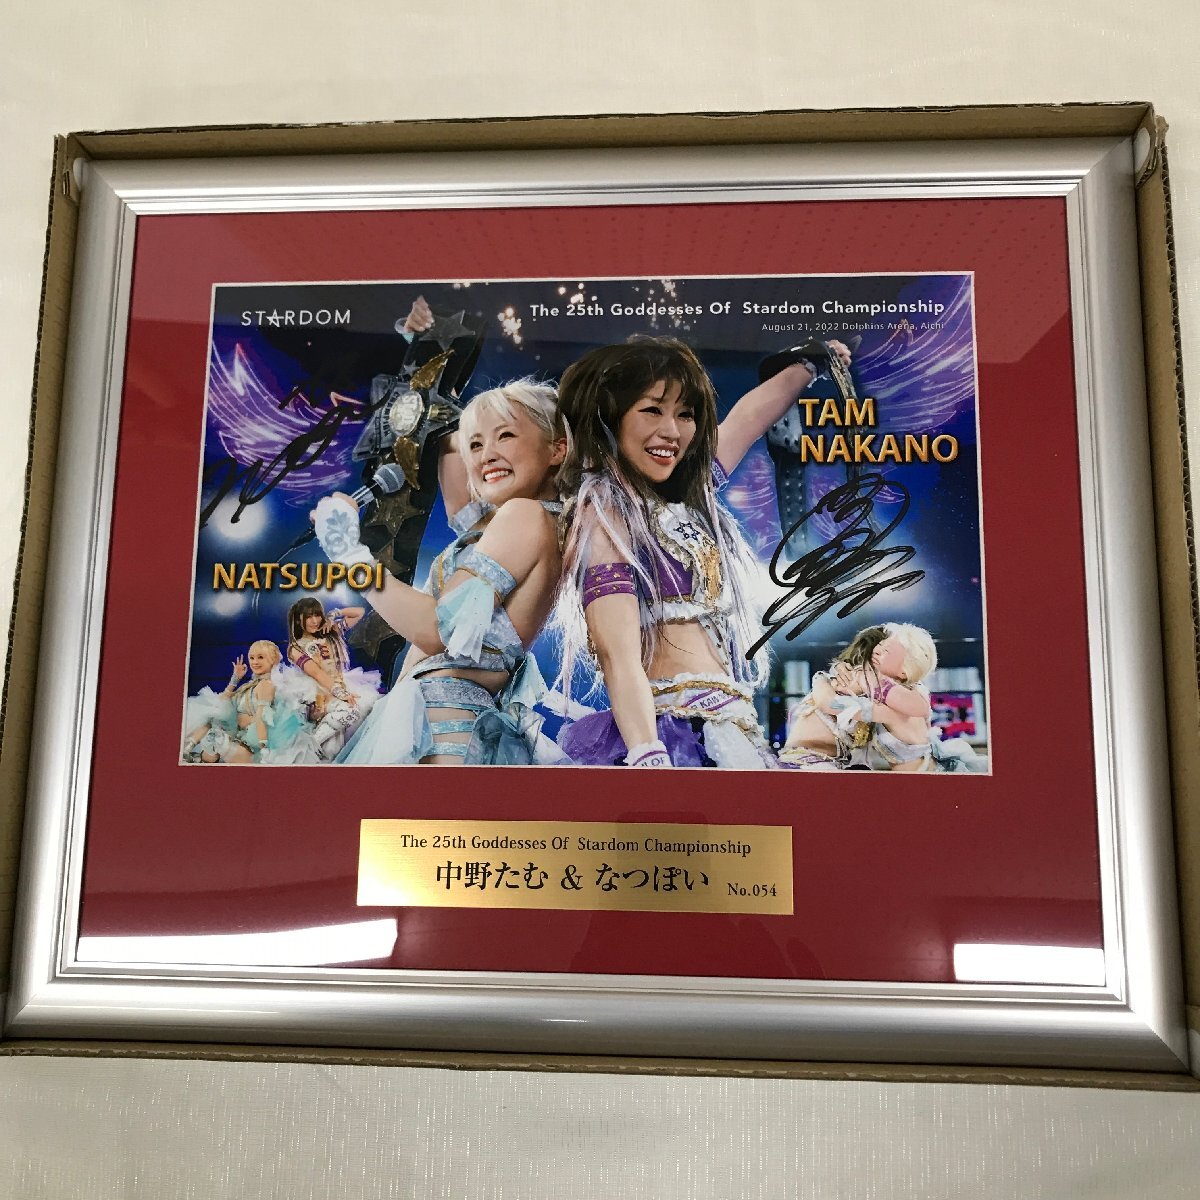 STARDOM
The 25th Goddesses Of Stardom Championship
August 21, 2022 Dolphins Arena, Aichi
TAM
NAKANO
NATSUPOI
The 25th Goddesses Of Stardom Championship
中野たむ & なつぽい No.054